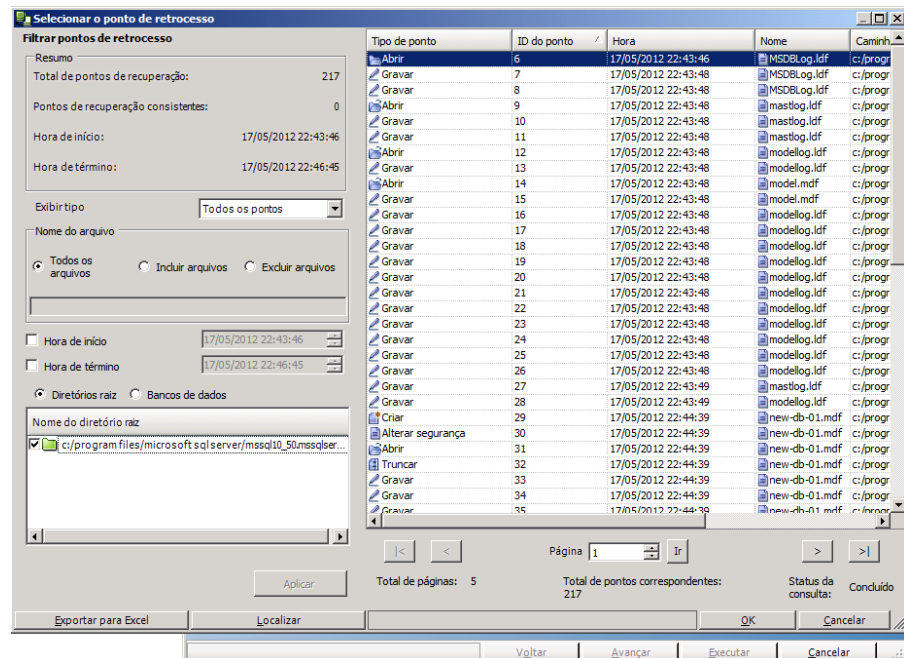 Selecionar o ponto de retrocesso
Filtrar pontos de retrocesso
Resumo
Total de pontos de recuperação: 217
Pontos de recuperação consistentes: 0
Hora de início: 17/05/2012 22:43:46
Hora de término: 17/05/2012 22:46:45
Exibir tipo Todos os pontos
Nome do arquivo
Todos os arquivos Incluir arquivos Excluir arquivos
Hora de início 17/05/2012 22:43:46
Hora de término 17/05/2012 22:46:45
Diretórios raiz Bancos de dados
Nome do diretório raiz
c:/program files/microsoft sql server/mssql10_50.mssqlser...
Aplicar
Tipo de ponto ID do ponto Hora Nome Caminh
Abrir 6 17/05/2012 22:43:46 MSDBLog.ldf c:/progr
Gravar 7 17/05/2012 22:43:48 MSDBLog.ldf c:/progr
Gravar 8 17/05/2012 22:43:48 MSDBLog.ldf c:/progr
Abrir 9 17/05/2012 22:43:48 mastlog.ldf c:/progr
Gravar 10 17/05/2012 22:43:48 mastlog.ldf c:/progr
Gravar 11 17/05/2012 22:43:48 mastlog.ldf c:/progr
Abrir 12 17/05/2012 22:43:48 modellog.ldf c:/progr
Gravar 13 17/05/2012 22:43:48 modellog.ldf c:/progr
Abrir 14 17/05/2012 22:43:48 model.mdf c:/progr
Gravar 15 17/05/2012 22:43:48 model.mdf c:/progr
Gravar 16 17/05/2012 22:43:48 modellog.ldf c:/progr
Gravar 17 17/05/2012 22:43:48 modellog.ldf c:/progr
Gravar 18 17/05/2012 22:43:48 modellog.ldf c:/progr
Gravar 19 17/05/2012 22:43:48 modellog.ldf c:/progr
Gravar 20 17/05/2012 22:43:48 modellog.ldf c:/progr
Gravar 21 17/05/2012 22:43:48 modellog.ldf c:/progr
Gravar 22 17/05/2012 22:43:48 modellog.ldf c:/progr
Gravar 23 17/05/2012 22:43:48 modellog.ldf c:/progr
Gravar 24 17/05/2012 22:43:48 modellog.ldf c:/progr
Gravar 25 17/05/2012 22:43:48 modellog.ldf c:/progr
Gravar 26 17/05/2012 22:43:48 modellog.ldf c:/progr
Gravar 27 17/05/2012 22:43:49 mastlog.ldf c:/progr
Gravar 28 17/05/2012 22:43:49 modellog.ldf c:/progr
Criar 29 17/05/2012 22:44:39 new-db-01.mdf c:/progr
Alterar segurança 30 17/05/2012 22:44:39 new-db-01.mdf c:/progr
Abrir 31 17/05/2012 22:44:39 new-db-01.mdf c:/progr
Truncar 32 17/05/2012 22:44:39 new-db-01.mdf c:/progr
Gravar 33 17/05/2012 22:44:39 new-db-01.mdf c:/progr
Gravar 34 17/05/2012 22:44:39 new-db-01.mdf c:/progr
Gravar 35 17/05/2012 22:44:39 new-db-01.mdf c:/progr
|< < Página 1 Ir > >|
Total de páginas: 5 Total de pontos correspondentes: 217 Status da consulta: Concluído
Exportar para Excel Localizar OK Cancelar
Voltar Avançar Executar Cancelar